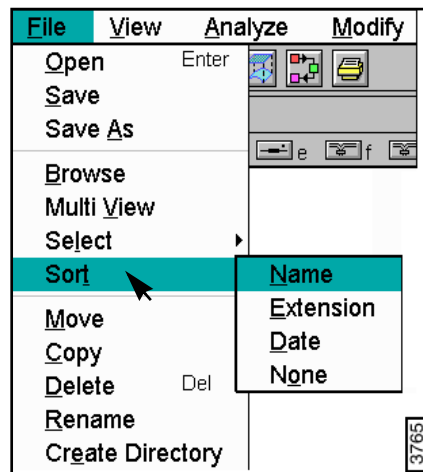 File View Analyze Modify
Open Enter
Save
Save As
e f
Browse
Multi View
Select
Sort
Name
Extension
Date
None
Move
Copy
Delete Del
Rename
Create Directory
3765